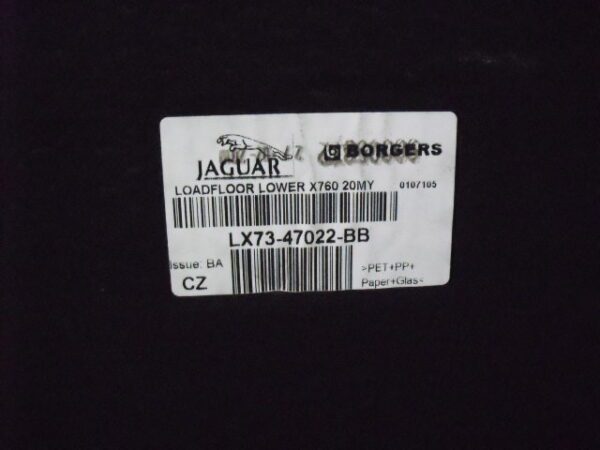 JAGUAR
BORGERS
LOADFLOOR LOWER X760 20MY 0107105
LX73-47022-BB
Issue: BA
CZ
>PET+PP+
Paper+Glas<